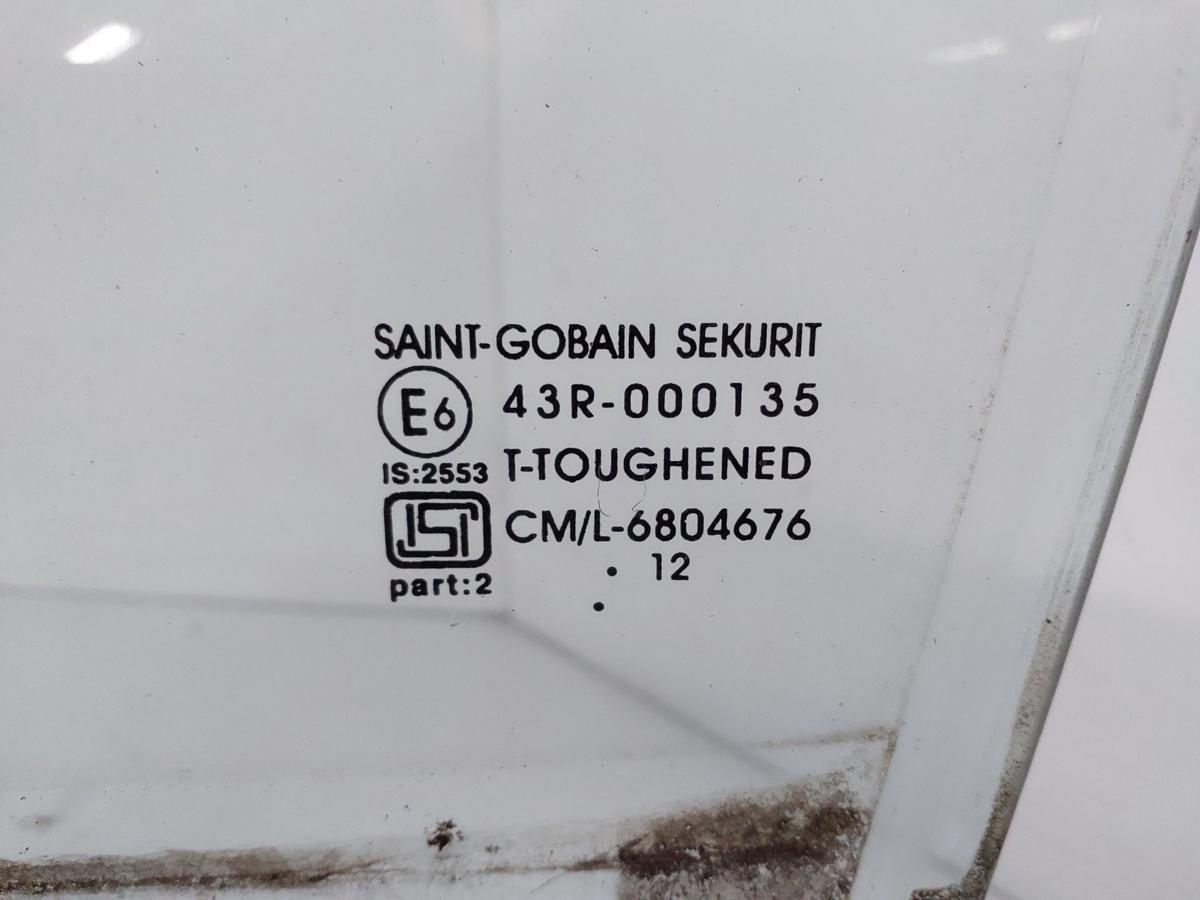 SAINT-GOBAIN SEKURIT
E6 43R-000135
IS:2553 T-TOUGHENED
ISI CM/L-6804676
. 12
part:2
.